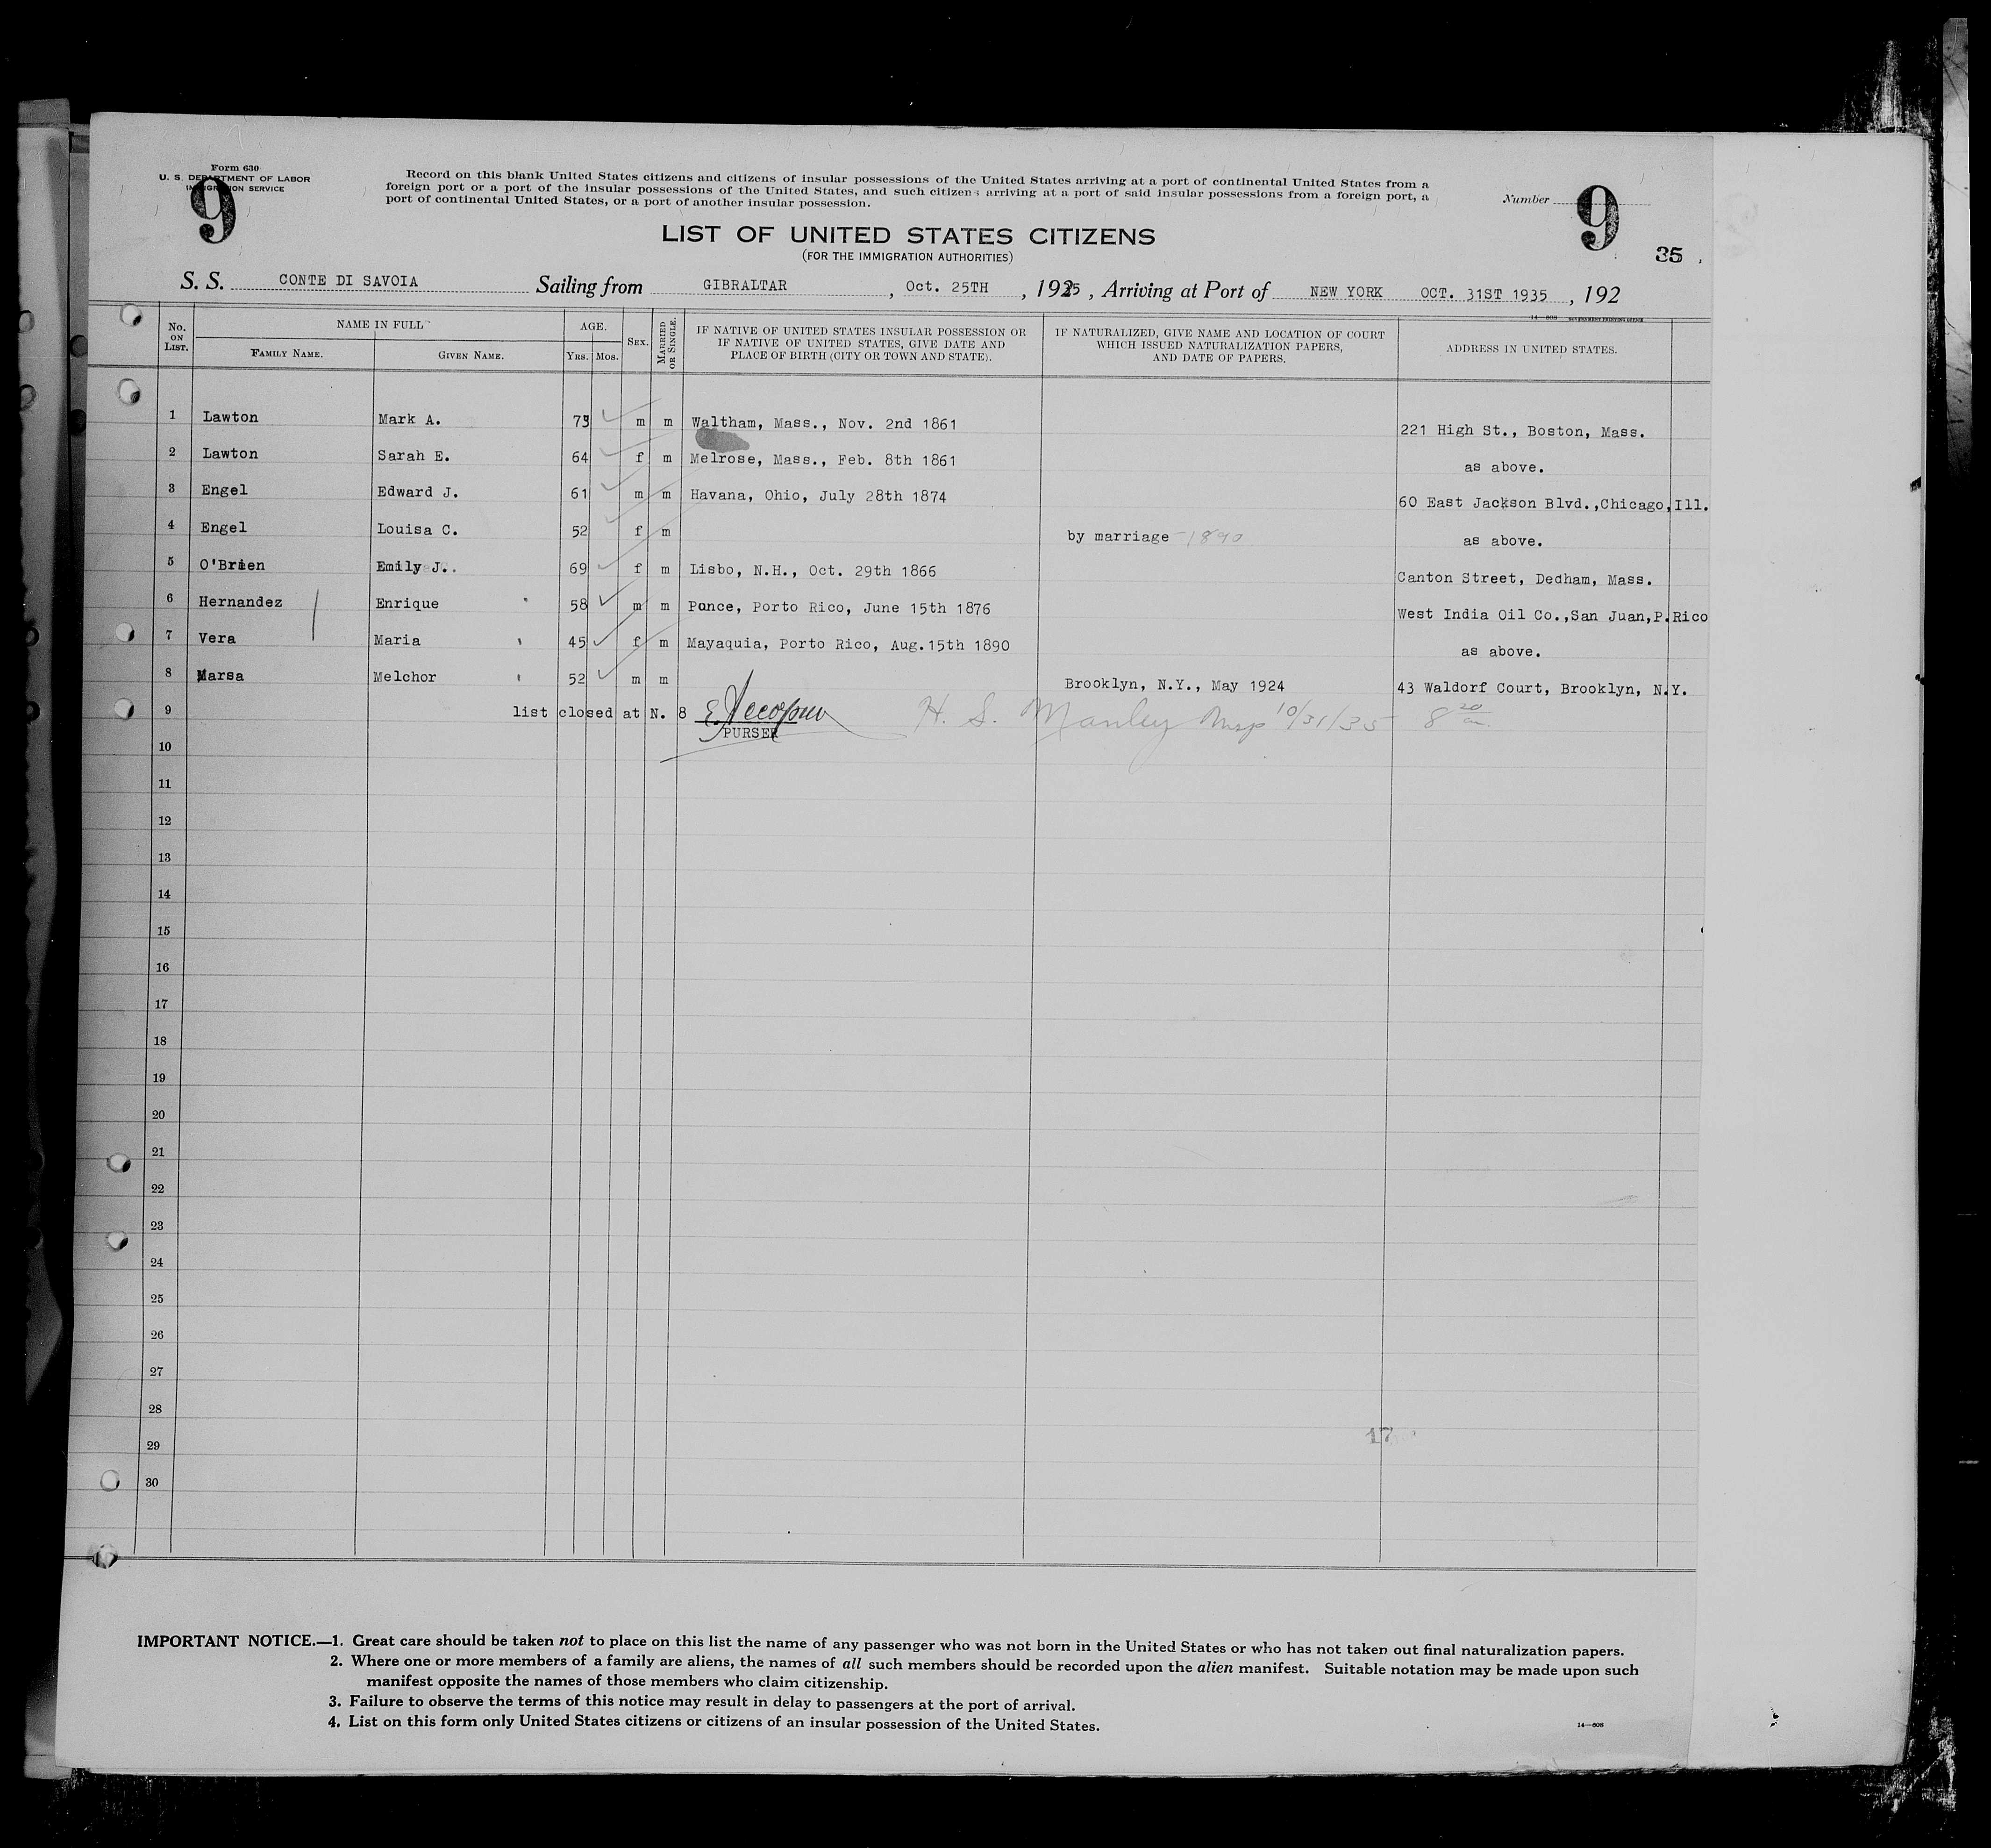 Form 630
U. S. DEPARTMENT OF LABOR
IMMIGRATION SERVICE
9
Record on this blank United States citizens and citizens of insular possessions of the United States arriving at a port of continental United States from a
foreign port or a port of the insular possessions of the United States, and such citizens arriving at a port of said insular possessions from a foreign port, a
port of continental United States, or a port of another insular possession.
Number
9
35
LIST OF UNITED STATES CITIZENS
(FOR THE IMMIGRATION AUTHORITIES)
S. S. CONTE DI SAVOIA Sailing from GIBRALTAR , Oct. 25TH , 1935 , Arriving at Port of NEW YORK OCT. 31ST 1935 , 192
14—608 GOVERNMENT PRINTING OFFICE
No. ON LIST. NAME IN FULL AGE. SEX. MARRIED OR SINGLE. IF NATIVE OF UNITED STATES INSULAR POSSESSION OR IF NATIVE OF UNITED STATES, GIVE DATE AND PLACE OF BIRTH (CITY OR TOWN AND STATE). IF NATURALIZED, GIVE NAME AND LOCATION OF COURT WHICH ISSUED NATURALIZATION PAPERS, AND DATE OF PAPERS. ADDRESS IN UNITED STATES.
FAMILY NAME. GIVEN NAME. YRS. MOS.
1 Lawton Mark A. 73 m m Waltham, Mass., Nov. 2nd 1861 221 High St., Boston, Mass.
2 Lawton Sarah E. 64 f m Melrose, Mass., Feb. 8th 1861 as above.
3 Engel Edward J. 61 m m Havana, Ohio, July 28th 1874 60 East Jackson Blvd.,Chicago,Ill.
4 Engel Louisa C. 52 f m by marriage - 1890 as above.
5 O'Brien Emily J.. 69 f m Lisbo, N.H., Oct. 29th 1866 Canton Street, Dedham, Mass.
6 Hernandez Enrique 58 m m Ponce, Porto Rico, June 15th 1876 West India Oil Co.,San Juan,P.Rico
7 Vera Maria 45 f m Mayaquia, Porto Rico, Aug.15th 1890 as above.
8 Marsa Melchor 52 m m Brooklyn, N.Y., May 1924 43 Waldorf Court, Brooklyn, N.Y.
9 list closed at N. 8 H. S. Manley Insp 10/31/35 8 20 am.
PURSER
10
11
12
13
14
15
16
17
18
19
20
21
22
23
24
25
26
27
28
17
29
30
IMPORTANT NOTICE.—1. Great care should be taken not to place on this list the name of any passenger who was not born in the United States or who has not taken out final naturalization papers.
2. Where one or more members of a family are aliens, the names of all such members should be recorded upon the alien manifest. Suitable notation may be made upon such
manifest opposite the names of those members who claim citizenship.
3. Failure to observe the terms of this notice may result in delay to passengers at the port of arrival.
4. List on this form only United States citizens or citizens of an insular possession of the United States.
14—608